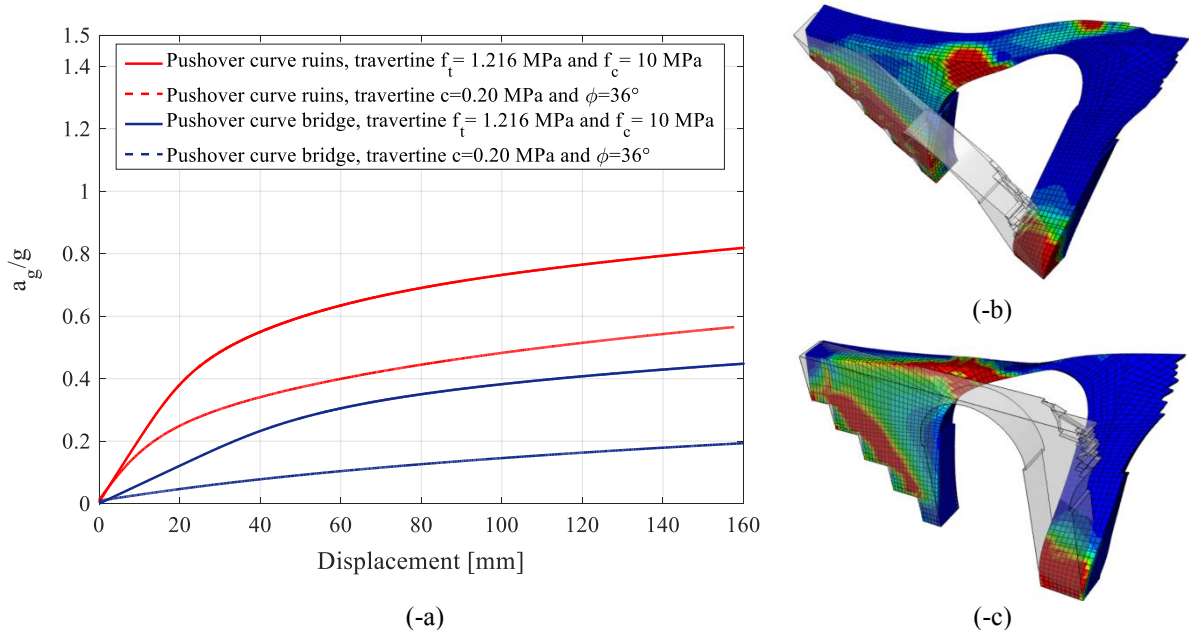 1.5
1.4
1.2
1
0.8
0.6
0.4
0.2
0
a_g/g
Pushover curve ruins, travertine f_t= 1.216 MPa and f_c= 10 MPa
Pushover curve ruins, travertine c=0.20 MPa and ϕ=36°
Pushover curve bridge, travertine f_t= 1.216 MPa and f_c= 10 MPa
Pushover curve bridge, travertine c=0.20 MPa and ϕ=36°
0 20 40 60 80 100 120 140 160
Displacement [mm]
(-a)
(-b)
(-c)